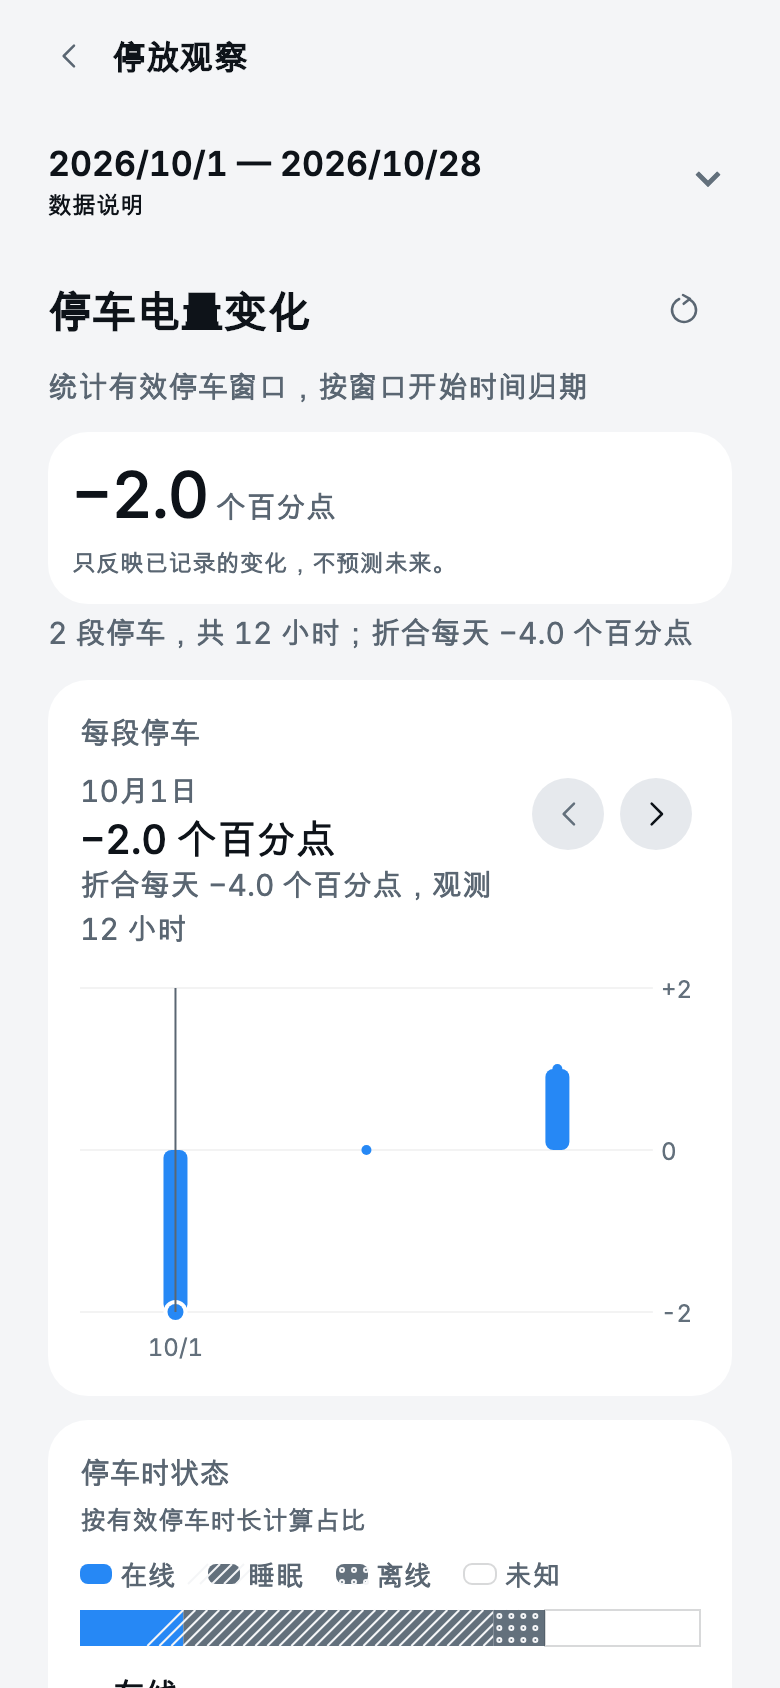 停放观察
2026/10/1 — 2026/10/28
数据说明
停车电量变化
统计有效停车窗口，按窗口开始时间归期
−2.0 个百分点
只反映已记录的变化，不预测未来。
2 段停车，共 12 小时；折合每天 −4.0 个百分点
每段停车
10月1日
−2.0 个百分点
折合每天 −4.0 个百分点，观测
12 小时
+2
0
-2
10/1
停车时状态
按有效停车时长计算占比
在线 睡眠 离线 未知